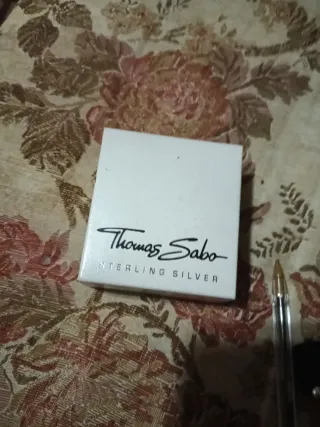 Thomas Sabo
STERLING SILVER